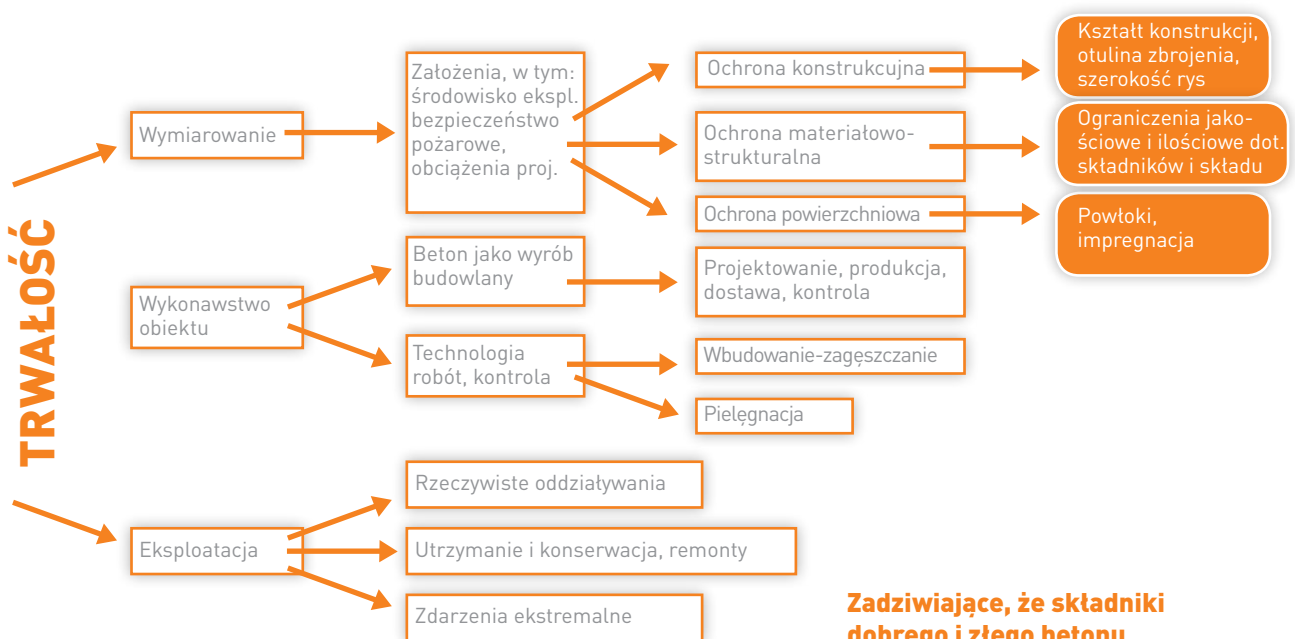 TRWAŁOŚĆ
Wymiarowanie
Założenia, w tym:
środowisko ekspl.
bezpieczeństwo
pożarowe,
obciążenia proj.
Ochrona konstrukcujna
Kształt konstrukcji,
otulina zbrojenia,
szerokość rys
Ochrona materiałowo-
strukturalna
Ograniczenia jako-
ściowe i ilościowe dot.
składników i składu
Ochrona powierzchniowa
Powłoki,
impregnacja
Wykonawstwo
obiektu
Beton jako wyrób
budowlany
Projektowanie, produkcja,
dostawa, kontrola
Technologia
robót, kontrola
Wbudowanie-zagęszczanie
Pielęgnacja
Eksploatacja
Rzeczywiste oddziaływania
Utrzymanie i konserwacja, remonty
Zdarzenia ekstremalne
Zadziwiające, że składniki
dobrego i złego betonu